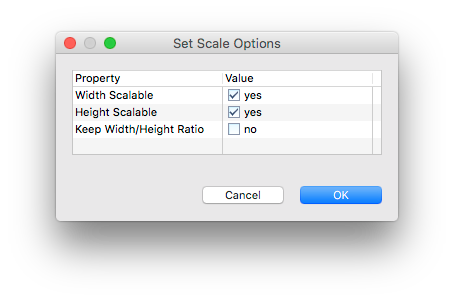 Set Scale Options
Property Value
Width Scalable yes
Height Scalable yes
Keep Width/Height Ratio no
Cancel OK